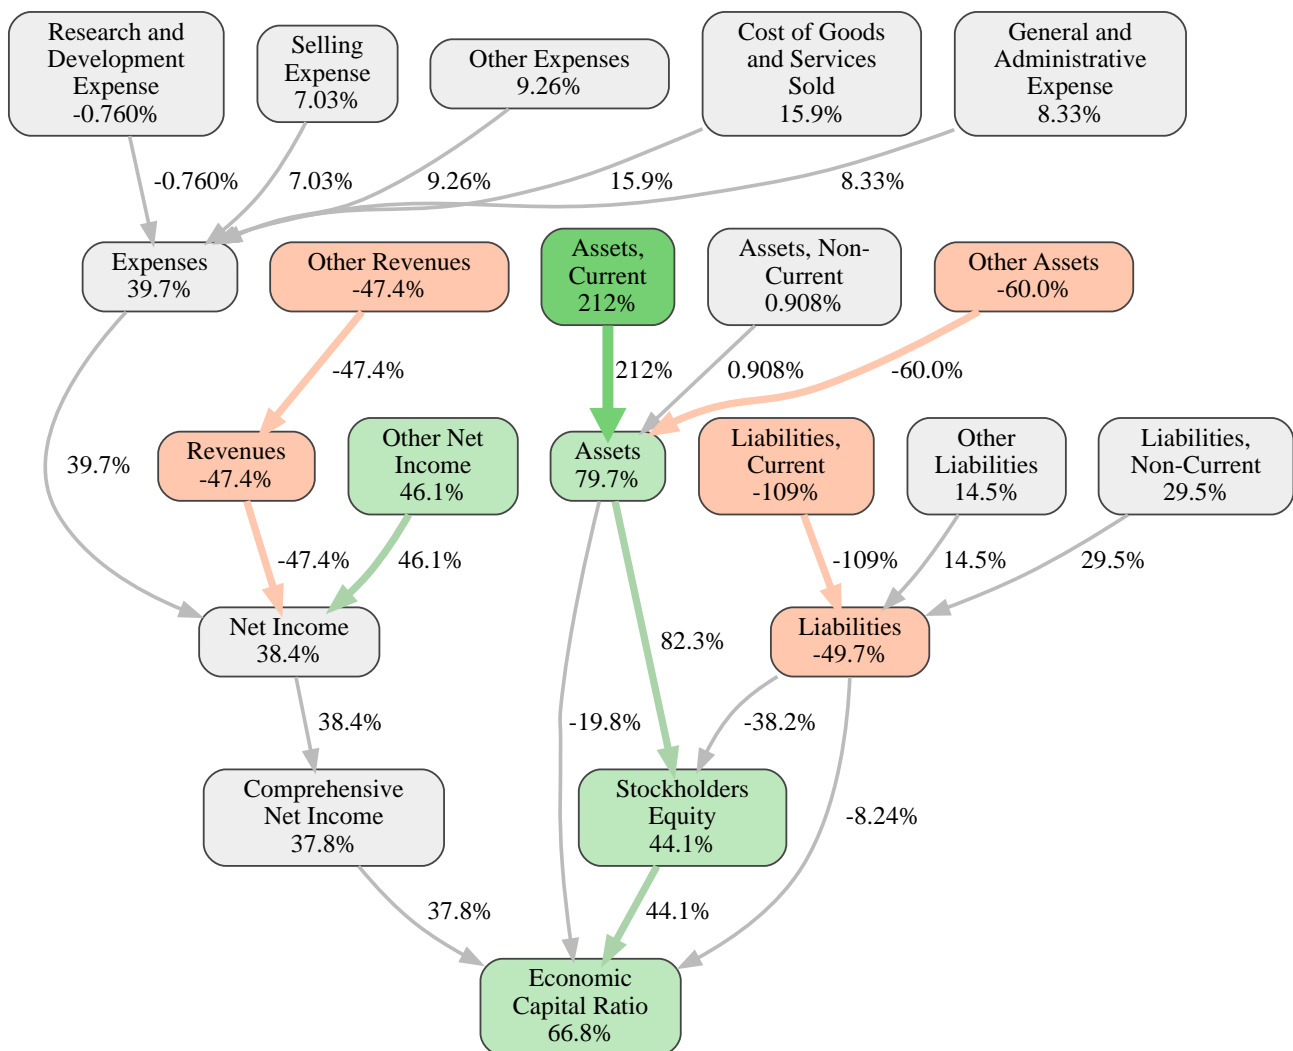 Research and
Development
Expense
-0.760%
Selling
Expense
7.03%
Other Expenses
9.26%
Cost of Goods
and Services
Sold
15.9%
General and
Administrative
Expense
8.33%
-0.760%
7.03%
9.26%
15.9%
8.33%
Expenses
39.7%
Other Revenues
-47.4%
Assets,
Current
212%
Assets, Non-
Current
0.908%
Other Assets
-60.0%
-47.4%
212%
0.908%
-60.0%
39.7%
Revenues
-47.4%
Other Net
Income
46.1%
Assets
79.7%
Liabilities,
Current
-109%
Other
Liabilities
14.5%
Liabilities,
Non-Current
29.5%
-47.4%
46.1%
-109%
14.5%
29.5%
Net Income
38.4%
82.3%
Liabilities
-49.7%
38.4%
-19.8%
-38.2%
Comprehensive
Net Income
37.8%
Stockholders
Equity
44.1%
-8.24%
37.8%
44.1%
Economic
Capital Ratio
66.8%